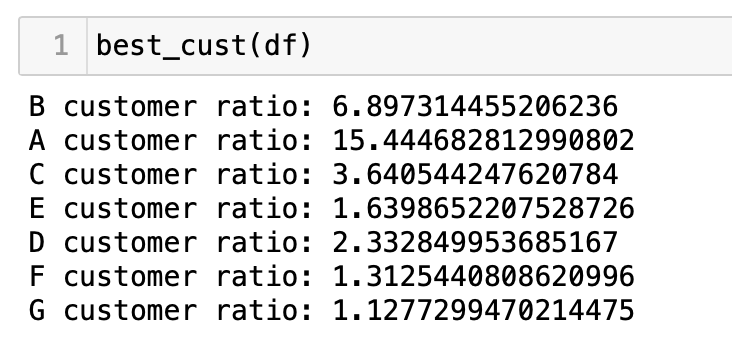 1 best_cust(df)
B customer ratio: 6.897314455206236
A customer ratio: 15.444682812990802
C customer ratio: 3.640544247620784
E customer ratio: 1.6398652207528726
D customer ratio: 2.332849953685167
F customer ratio: 1.3125440808620996
G customer ratio: 1.1277299470214475